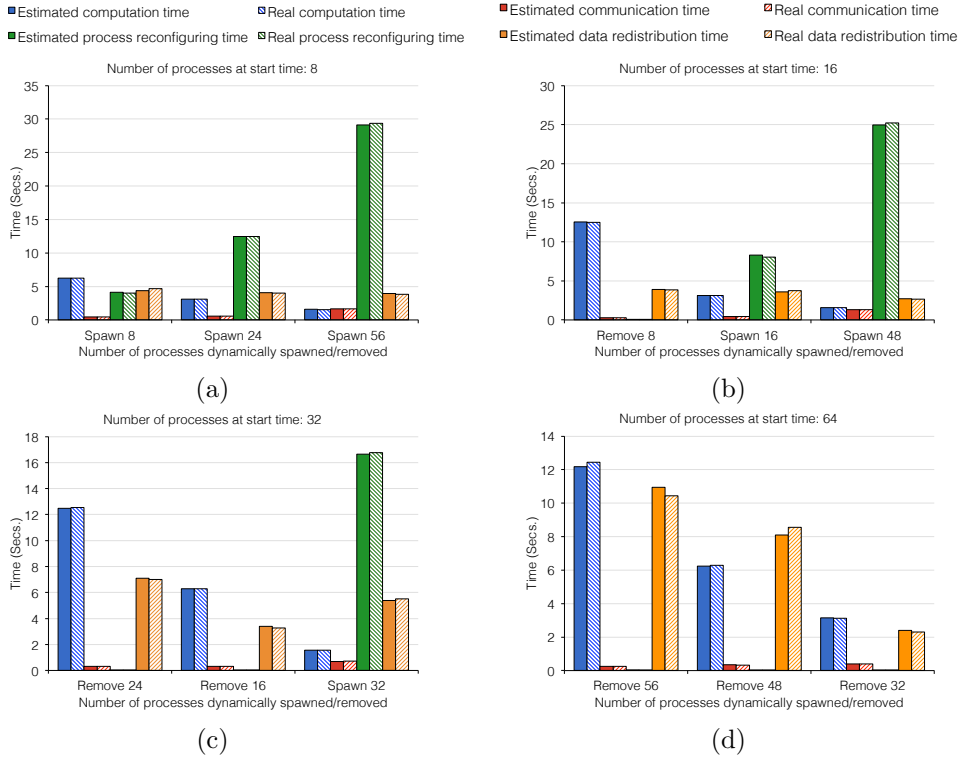 Estimated computation time Real computation time Estimated communication time Real communication time
Estimated process reconfiguring time Real process reconfiguring time Estimated data redistribution time Real data redistribution time
Number of processes at start time: 8
35
30
25
20
15
10
5
0
Time (Secs.)
Spawn 8 Spawn 24 Spawn 56
Number of processes dynamically spawned/removed
(a)
Number of processes at start time: 16
30
25
20
15
10
5
0
Time (Secs.)
Remove 8 Spawn 16 Spawn 48
Number of processes dynamically spawned/removed
(b)
Number of processes at start time: 32
18
16
14
12
10
8
6
4
2
0
Time (Secs.)
Remove 24 Remove 16 Spawn 32
Number of processes dynamically spawned/removed
(c)
Number of processes at start time: 64
14
12
10
8
6
4
2
0
Time (Secs.)
Remove 56 Remove 48 Remove 32
Number of processes dynamically spawned/removed
(d)